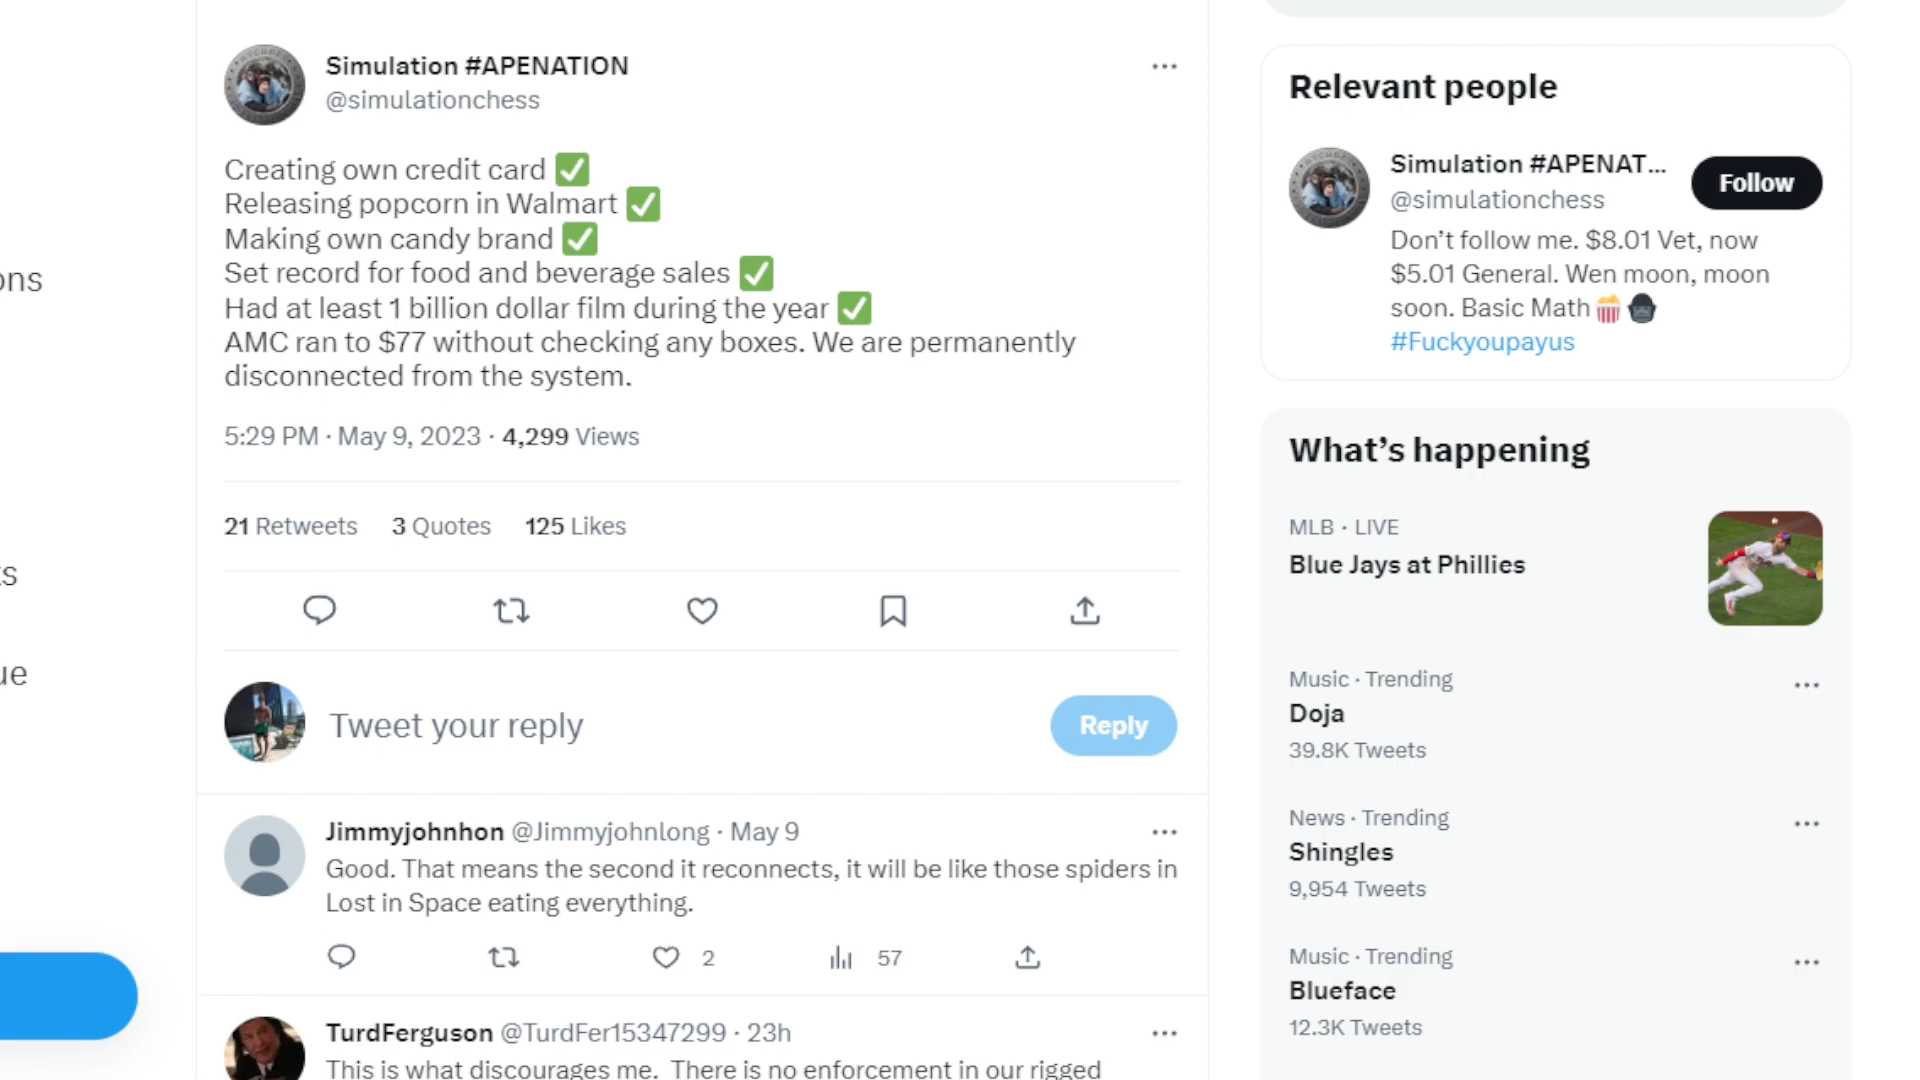 Simulation #APENATION
@simulationchess
Creating own credit card ✅
Releasing popcorn in Walmart ✅
Making own candy brand ✅
Set record for food and beverage sales ✅
Had at least 1 billion dollar film during the year ✅
AMC ran to $77 without checking any boxes. We are permanently
disconnected from the system.
5:29 PM · May 9, 2023 · 4,299 Views
21 Retweets 3 Quotes 125 Likes
Tweet your reply
Reply
Jimmyjohnhon @Jimmyjohnlong · May 9
Good. That means the second it reconnects, it will be like those spiders in
Lost in Space eating everything.
2 57
TurdFerguson @TurdFer15347299 · 23h
This is what discourages me. There is no enforcement in our rigged
Relevant people
Simulation #APENAT...
@simulationchess
Follow
Don’t follow me. $8.01 Vet, now
$5.01 General. Wen moon, moon
soon. Basic Math🍿🦍
#Fuckyoupayus
What’s happening
MLB · LIVE
Blue Jays at Phillies
Music · Trending
Doja
39.8K Tweets
News · Trending
Shingles
9,954 Tweets
Music · Trending
Blueface
12.3K Tweets